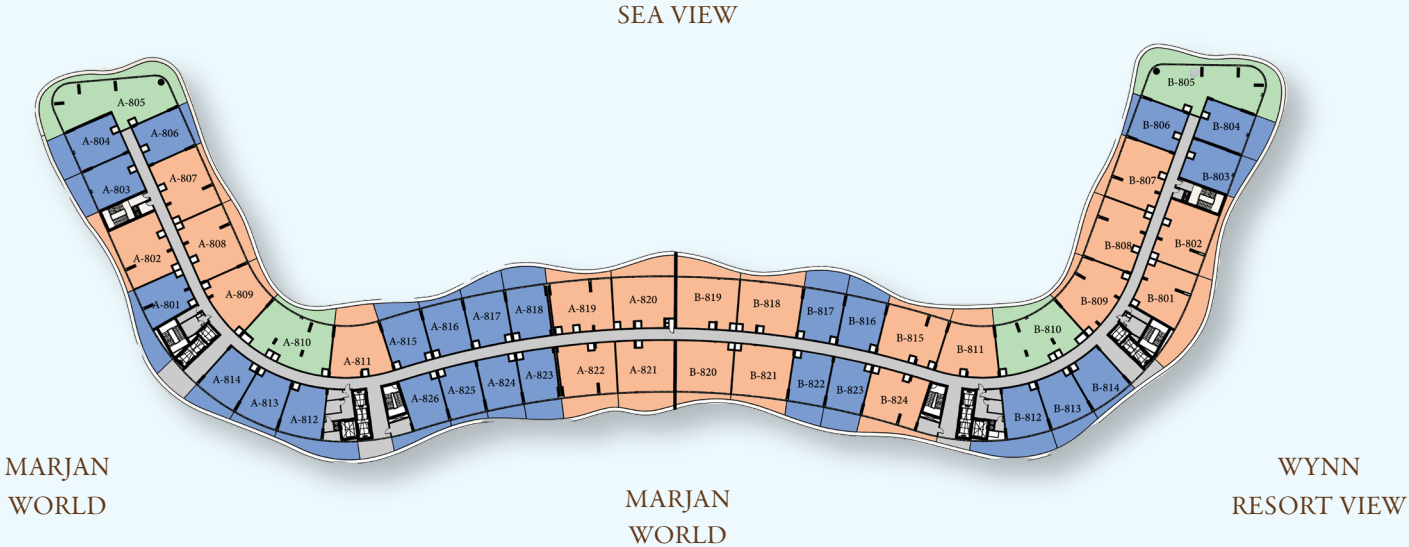 SEA VIEW
A-805
A-804
A-806
A-803
A-807
A-802
A-808
A-801
A-809
A-810
A-811
A-814
A-813
A-812
A-815
A-816
A-817
A-818
A-819
A-820
A-826
A-825
A-824
A-823
A-822
A-821
B-819
B-818
B-817
B-816
B-815
B-811
B-820
B-821
B-822
B-823
B-824
B-805
B-806
B-804
B-807
B-803
B-808
B-802
B-809
B-801
B-810
B-812
B-813
B-814
MARJAN
WORLD
MARJAN
WORLD
WYNN
RESORT VIEW